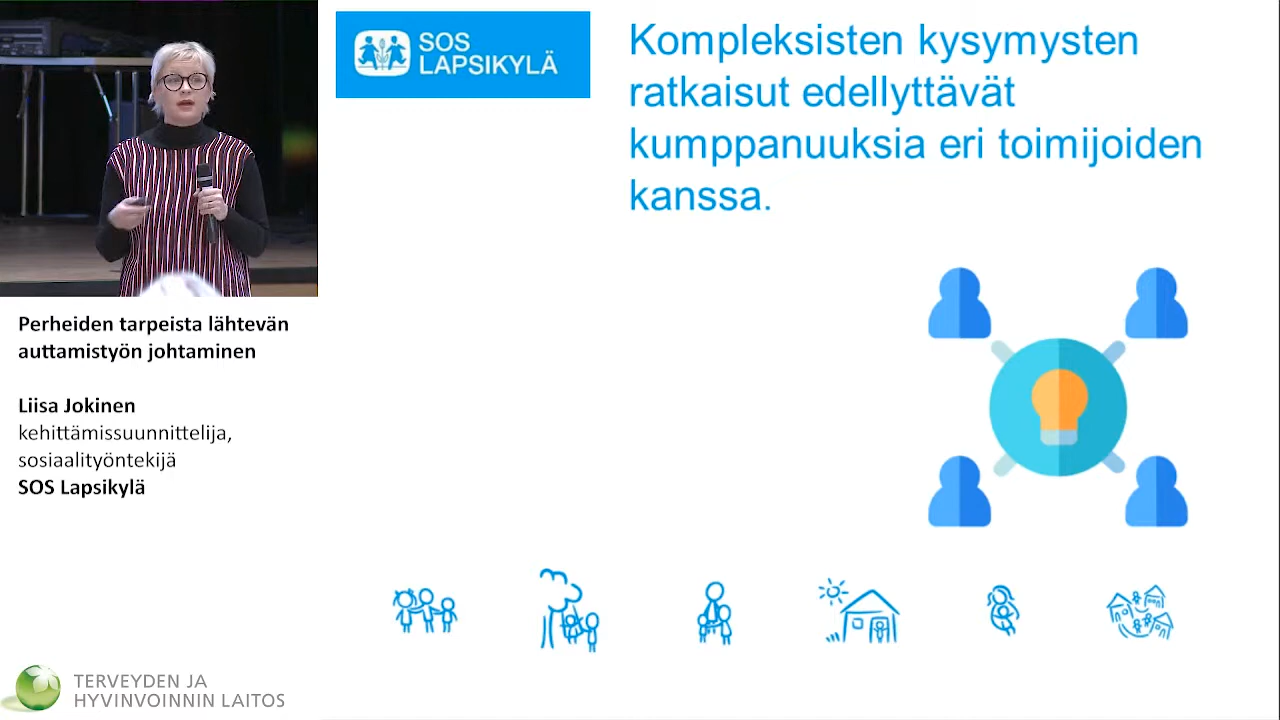 SOS
LAPSIKYLÄ
Kompleksisten kysymysten
ratkaisut edellyttävät
kumppanuuksia eri toimijoiden
kanssa.
Perheiden tarpeista lähtevän
auttamistyön johtaminen
Liisa Jokinen
kehittämissuunnittelija,
sosiaalityöntekijä
SOS Lapsikylä
TERVEYDEN JA
HYVINVOINNIN LAITOS